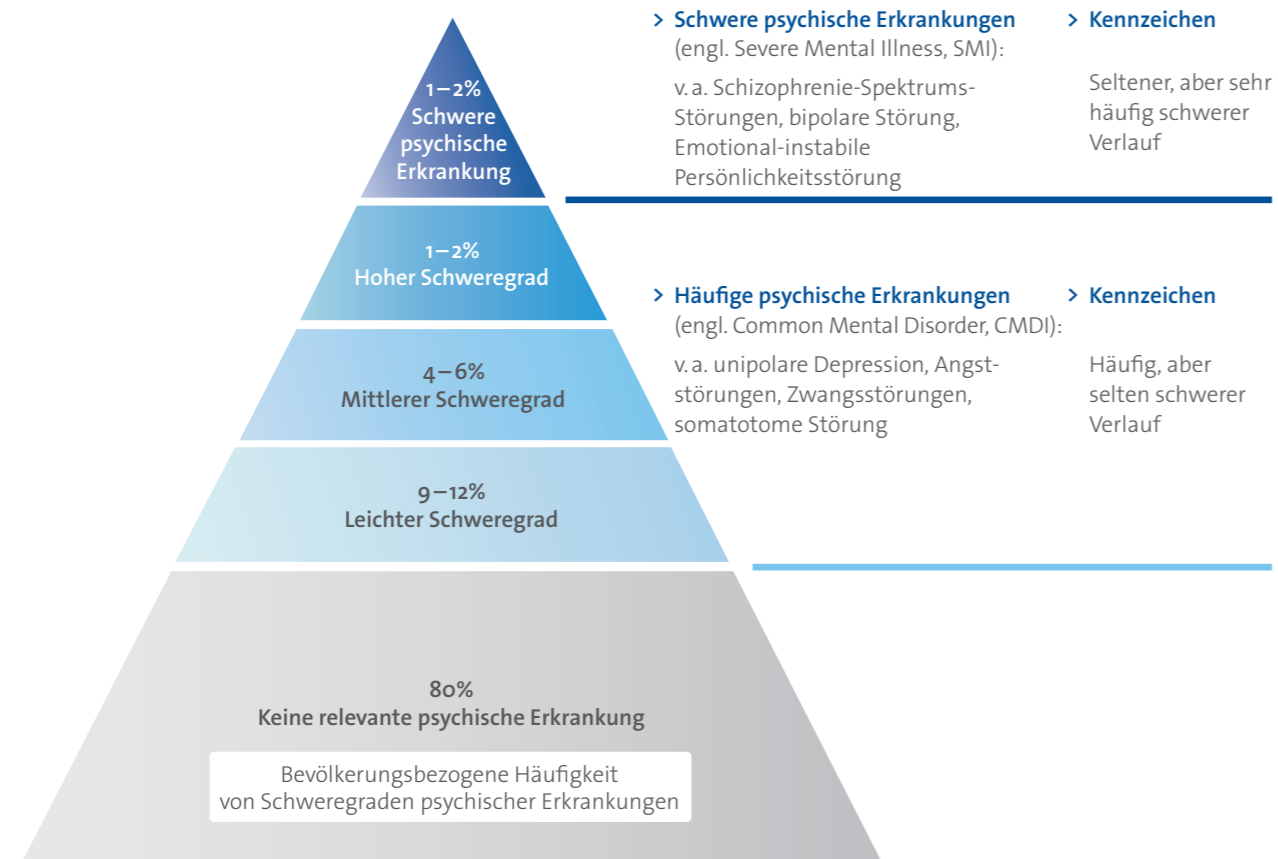 1–2%
Schwere
psychische
Erkrankung
> Schwere psychische Erkrankungen
(engl. Severe Mental Illness, SMI):
v. a. Schizophrenie-Spektrums-
Störungen, bipolare Störung,
Emotional-instabile
Persönlichkeitsstörung
> Kennzeichen
Seltener, aber sehr
häufig schwerer
Verlauf
1–2%
Hoher Schweregrad
4–6%
Mittlerer Schweregrad
9–12%
Leichter Schweregrad
> Häufige psychische Erkrankungen
(engl. Common Mental Disorder, CMDI):
v. a. unipolare Depression, Angst-
störungen, Zwangsstörungen,
somatotome Störung
> Kennzeichen
Häufig, aber
selten schwerer
Verlauf
80%
Keine relevante psychische Erkrankung
Bevölkerungsbezogene Häufigkeit
von Schweregraden psychischer Erkrankungen